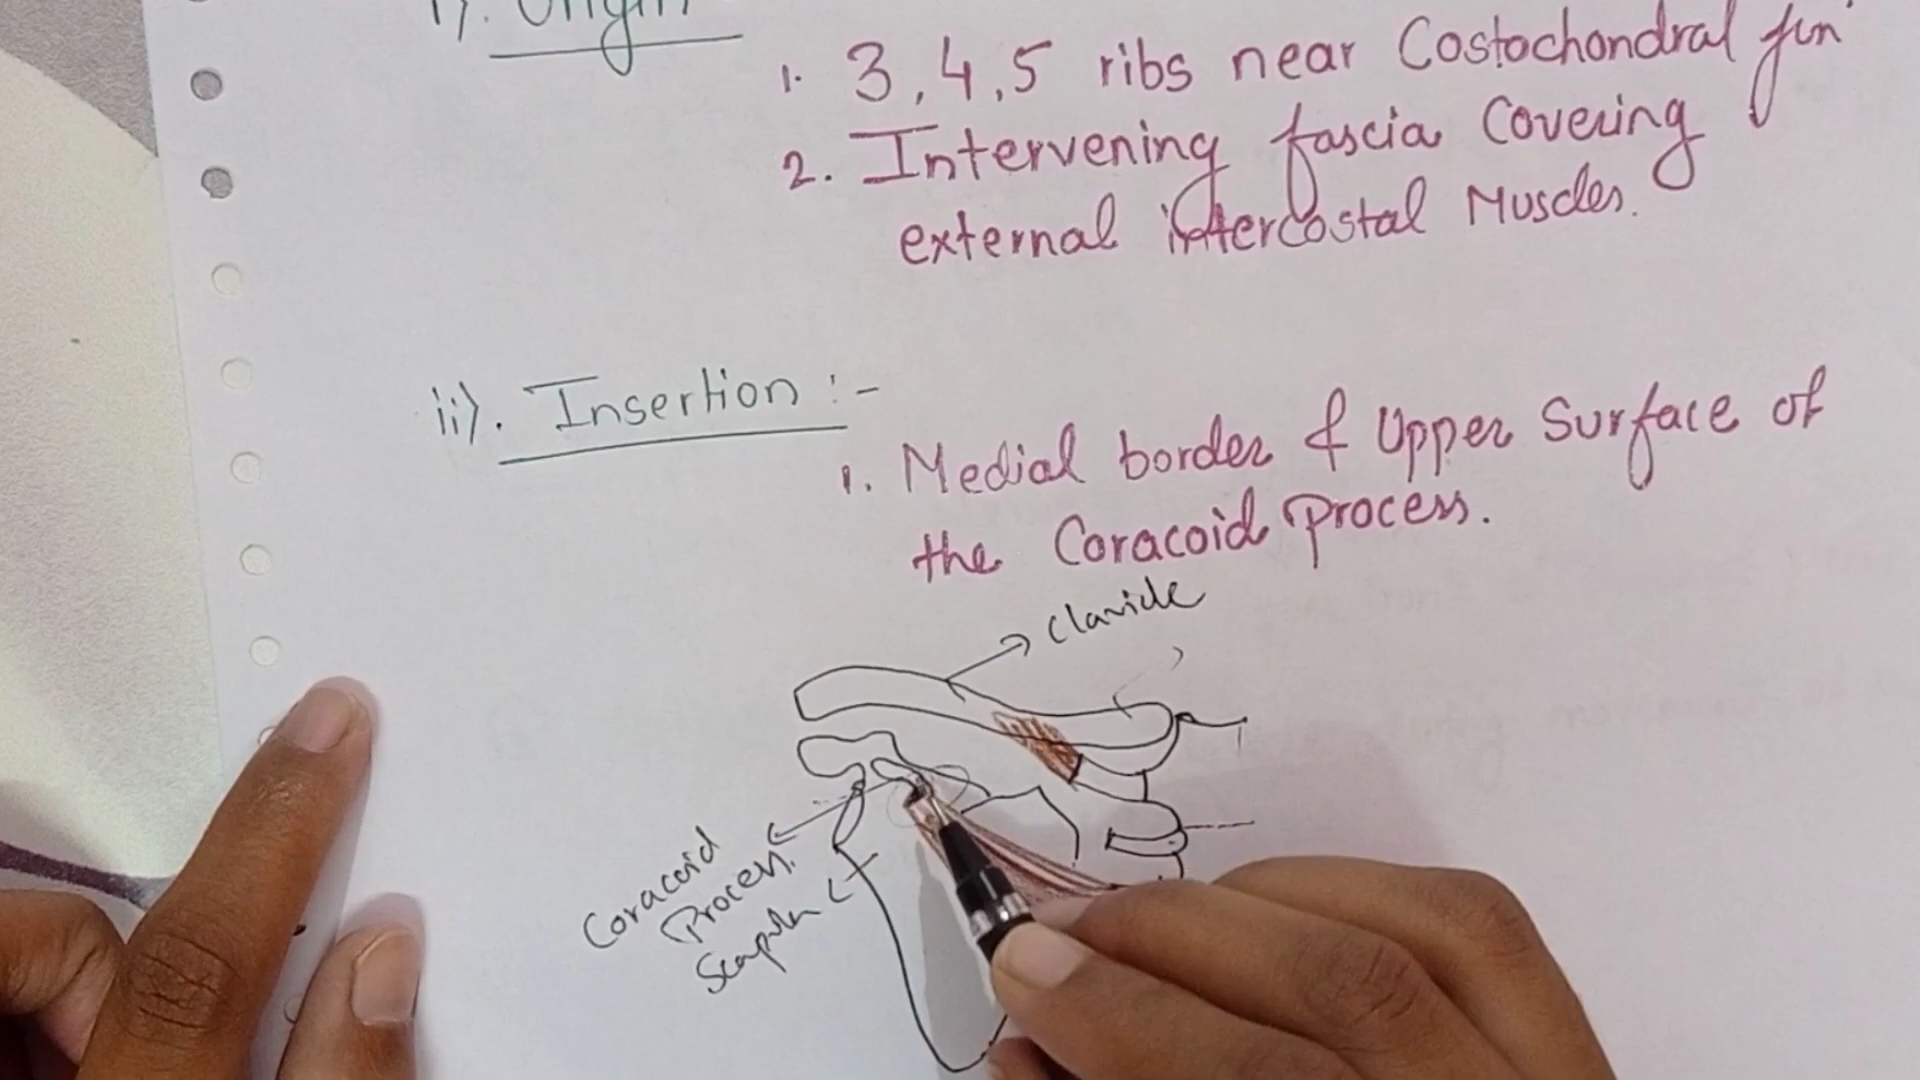 i). Origin
1. 3, 4, 5 ribs near Costochondral jun
2. Intervening fascia Covering
external intercostal Muscles.
ii). Insertion :-
1. Medial border & Upper Surface of
the Coracoid Process.
Clavicle
Coracoid
Process.
Scapula